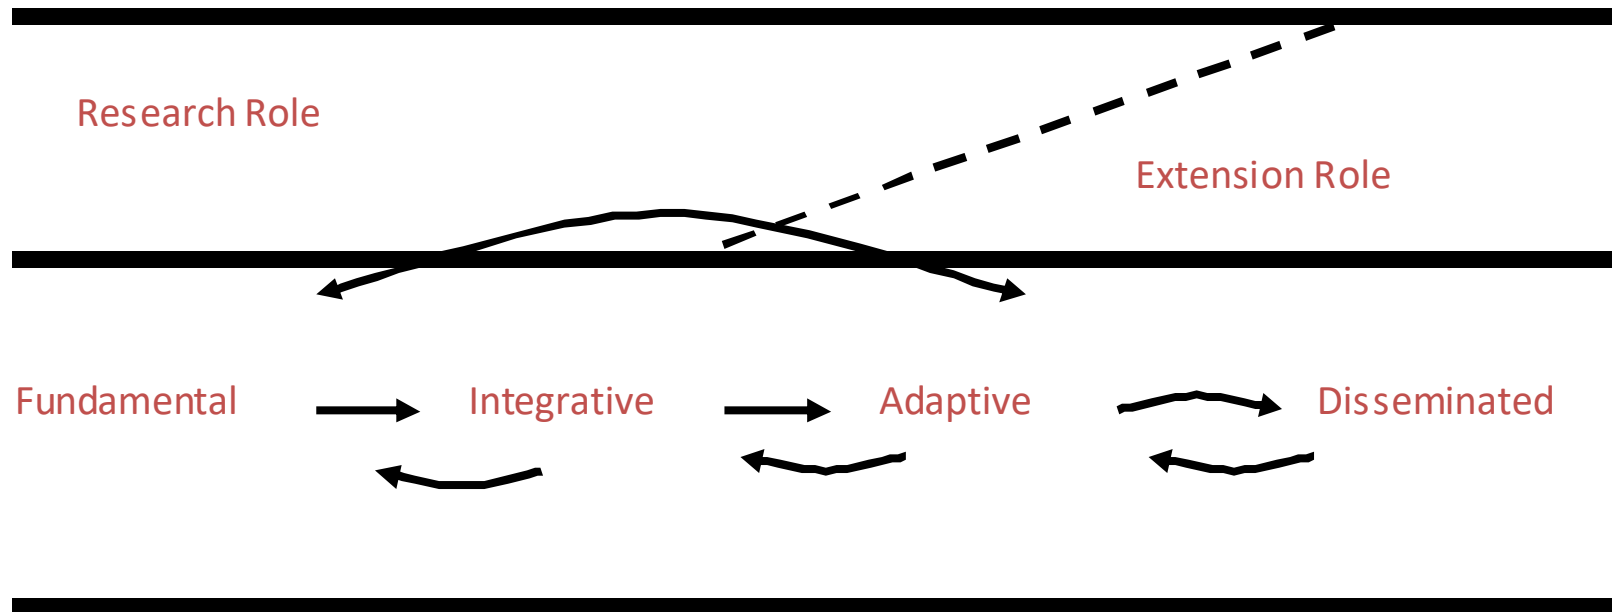 Research Role
Extension Role
Fundamental Integrative Adaptive Disseminated